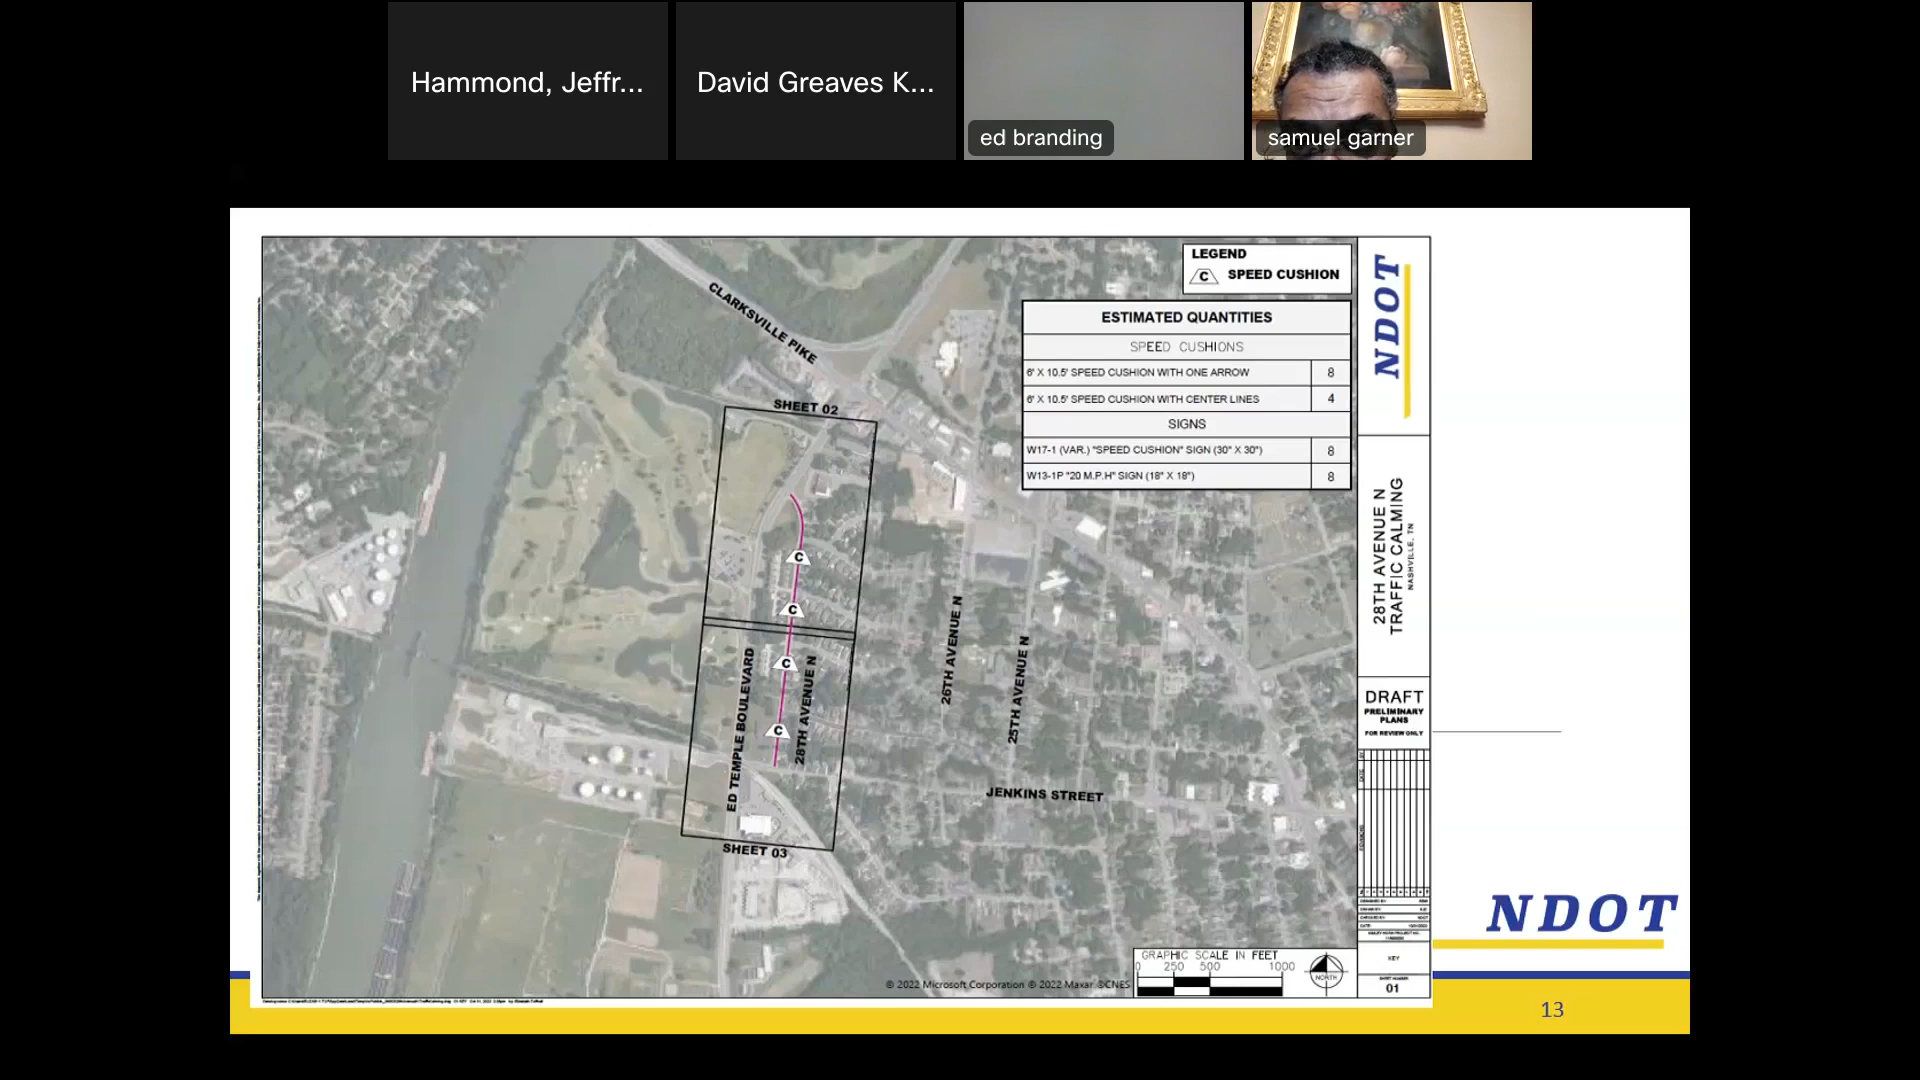 Hammond, Jeffr...
David Greaves K...
ed branding
samuel garner
LEGEND
C SPEED CUSHION
ESTIMATED QUANTITIES
SPEED CUSHIONS
6' X 10.5' SPEED CUSHION WITH ONE ARROW 8
6' X 10.5' SPEED CUSHION WITH CENTER LINES 4
SIGNS
W17-1 (VAR.) "SPEED CUSHION" SIGN (30" X 30") 8
W13-1P "20 M.P.H" SIGN (18" X 18") 8
CLARKSVILLE PIKE
SHEET 02
C
C
C
C
ED TEMPLE BOULEVARD
28TH AVENUE N
26TH AVENUE N
25TH AVENUE N
JENKINS STREET
SHEET 03
GRAPHIC SCALE IN FEET
0 250 500 1000
NORTH
© 2022 Microsoft Corporation © 2022 Maxar ©CNES
NDOT
28TH AVENUE N
TRAFFIC CALMING
NASHVILLE, TN
DRAFT
PRELIMINARY
PLANS
FOR REVIEW ONLY
KEY
SHEET NUMBER
01
NDOT
13